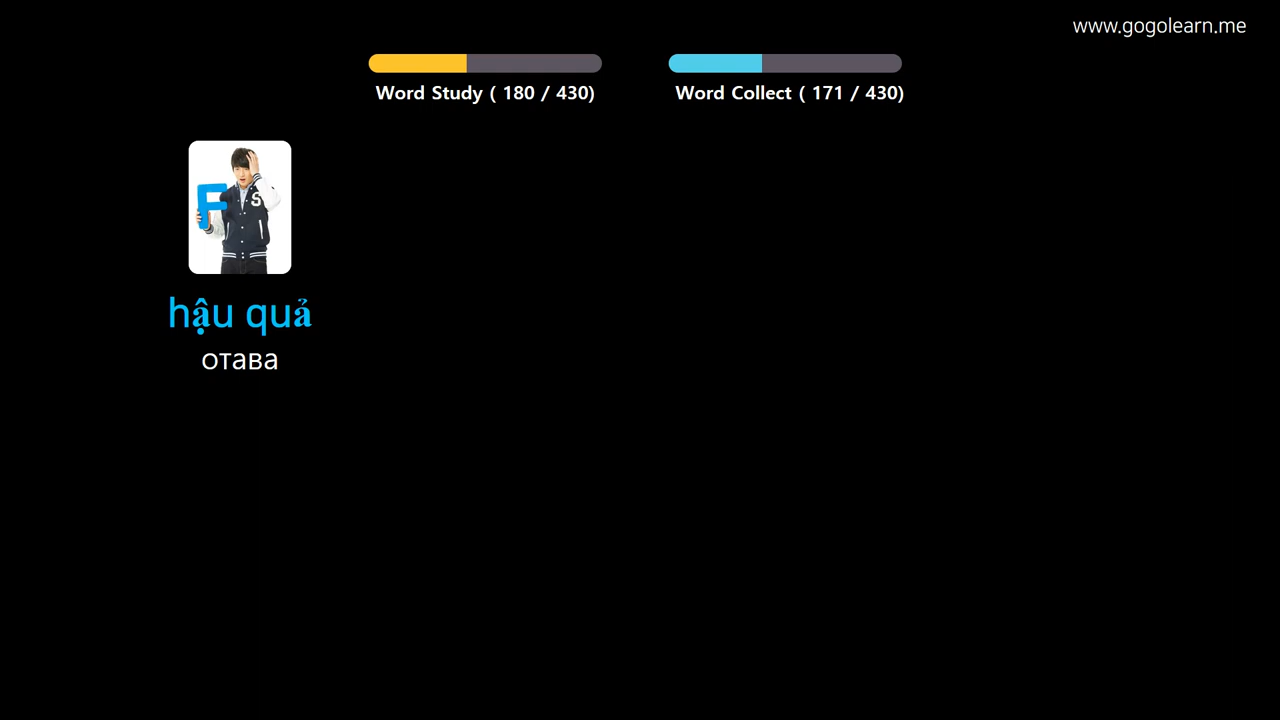 www.gogolearn.me
Word Study ( 180 / 430)
Word Collect ( 171 / 430)
F
S
hậu quả
отава